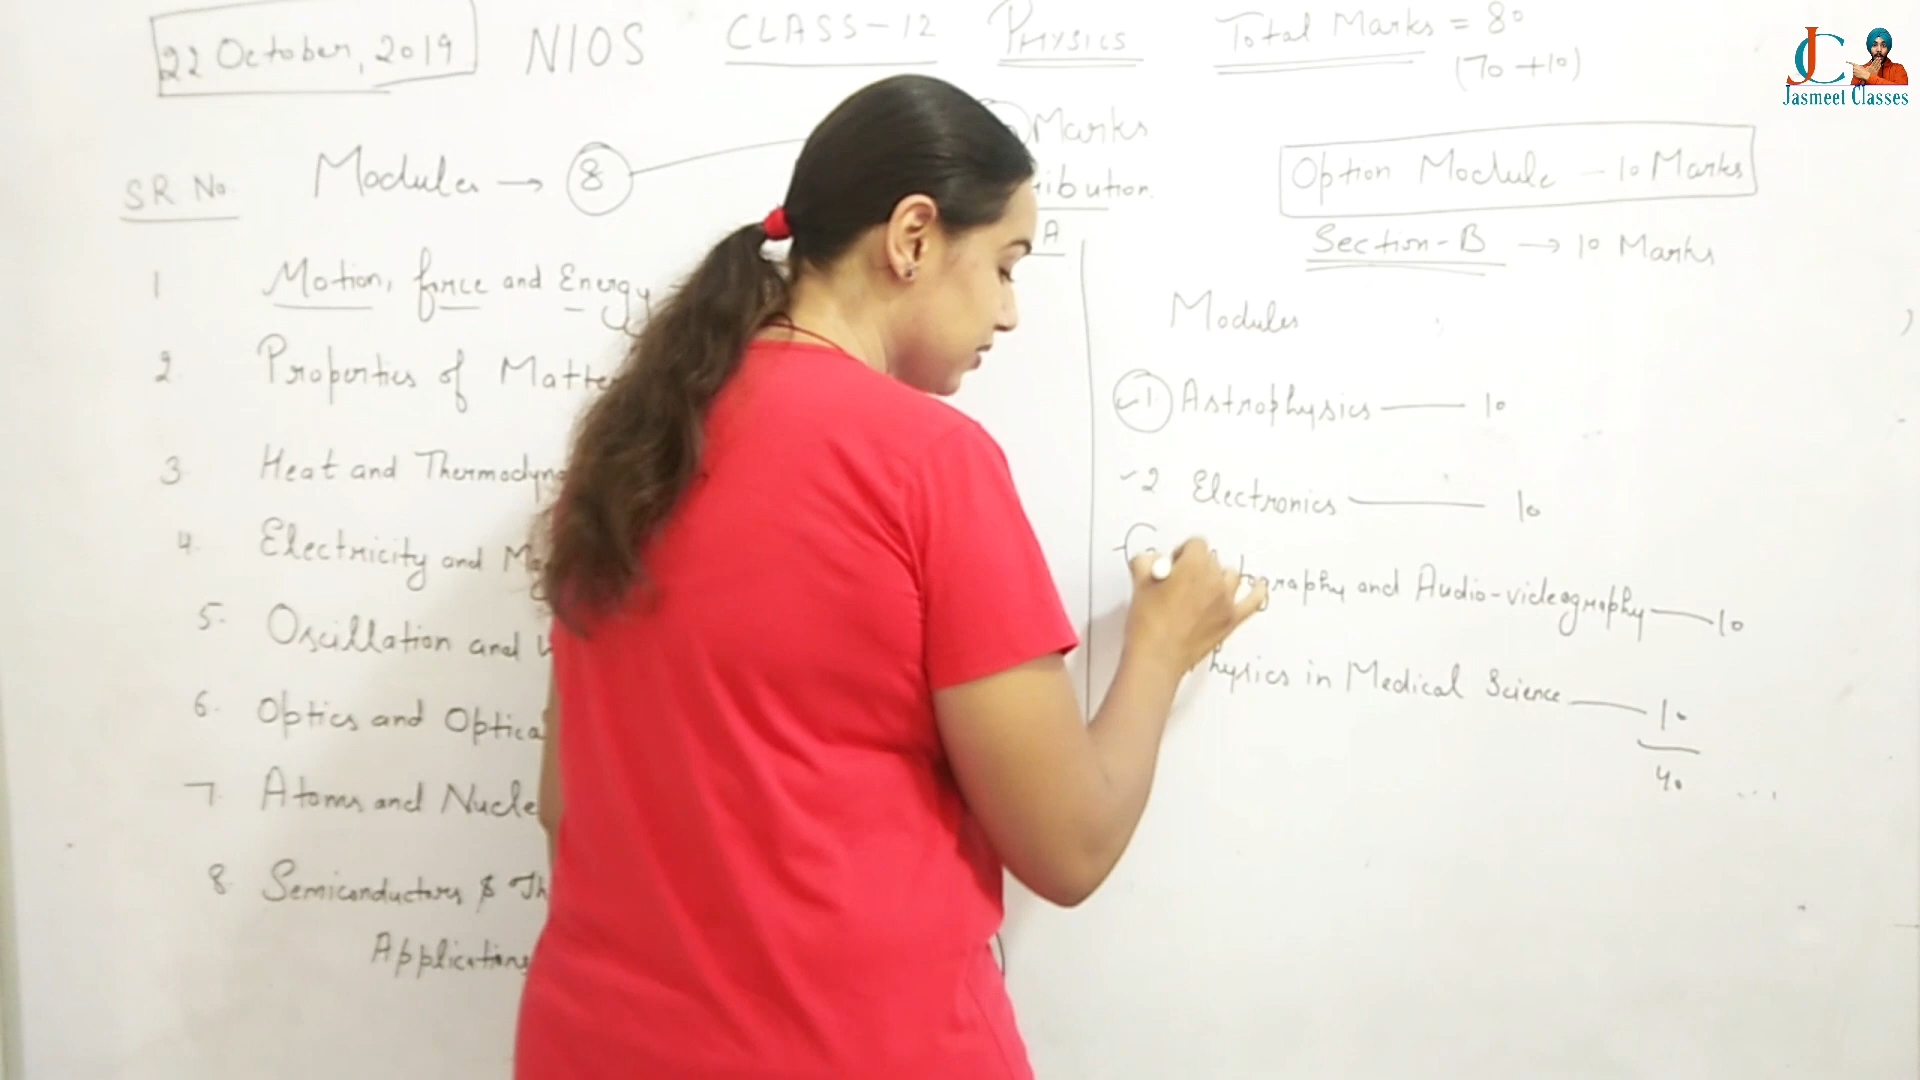 22 October, 2019 NIOS CLASS-12 PHYSICS Total Marks = 80
(70 +10)
JC
Jasmeet Classes
SR No. Modules → 8 Marks
A
1 Motion, force and Energy
2 Properties of Matter
3 Heat and
4. Electricity and
5. Oscillation and
6. Optics and
7. Atoms and
8. Semiconductors &
Applications
Option Module - 10 Marks
Section-B → 10 Marks
Modules
1 Astrophysics — 10
2 Electronics — 10
and Audio-videography — 10
Physics in Medical Science — 10
40